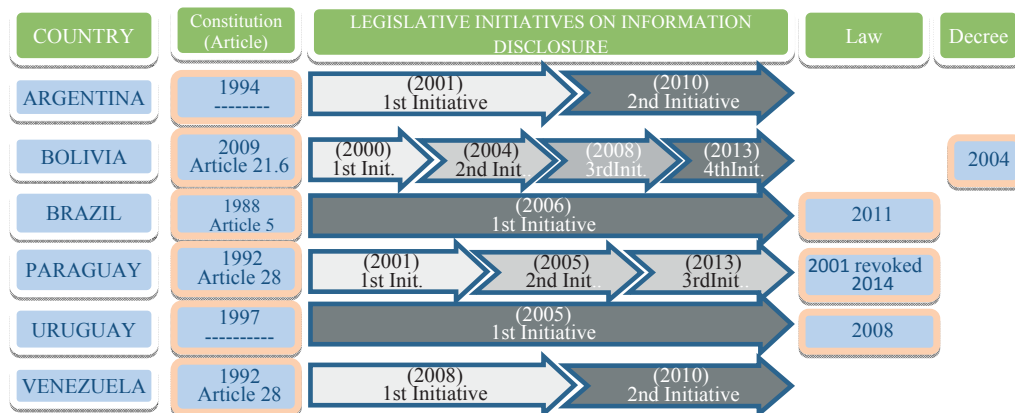 COUNTRY
Constitution
(Article)
LEGISLATIVE INITIATIVES ON INFORMATION
DISCLOSURE
Law
Decree
ARGENTINA
1994
--------
(2001)
1st Initiative
(2010)
2nd Initiative
BOLIVIA
2009
Article 21.6
(2000)
1st Init.
(2004)
2nd Init..
(2008)
3rdInit..
(2013)
4thInit.
2004
BRAZIL
1988
Article 5
(2006)
1st Initiative
2011
PARAGUAY
1992
Article 28
(2001)
1st Init.
(2005)
2nd Init..
(2013)
3rdInit..
2001 revoked
2014
URUGUAY
1997
----------
(2005)
1st Initiative
2008
VENEZUELA
1992
Article 28
(2008)
1st Initiative
(2010)
2nd Initiative